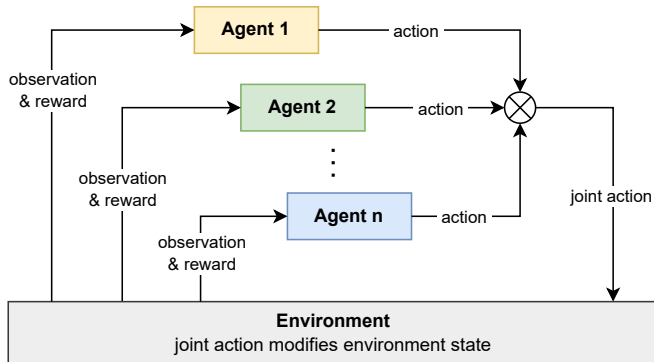 Agent 1
action
observation
& reward
Agent 2
action
observation
& reward
Agent n
action
joint action
observation
& reward
Environment
joint action modifies environment state